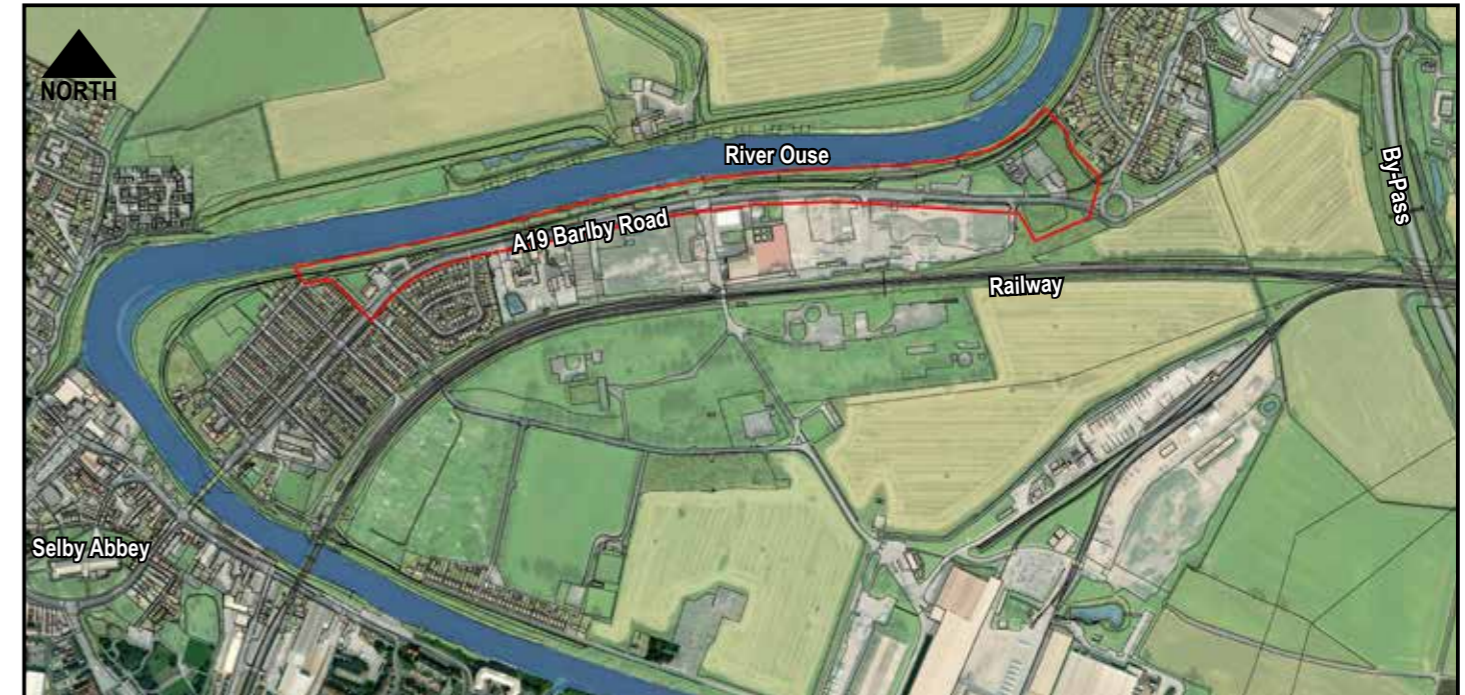 NORTH
River Ouse
By-Pass
A19 Barlby Road
Railway
Selby Abbey